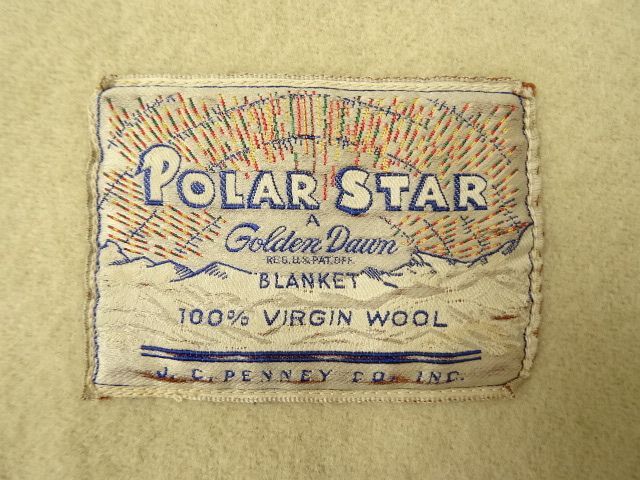 POLAR STAR
A
Golden Dawn
REG. U.S. PAT. OFF.
BLANKET
100% VIRGIN WOOL
J. C. PENNEY CO. INC.